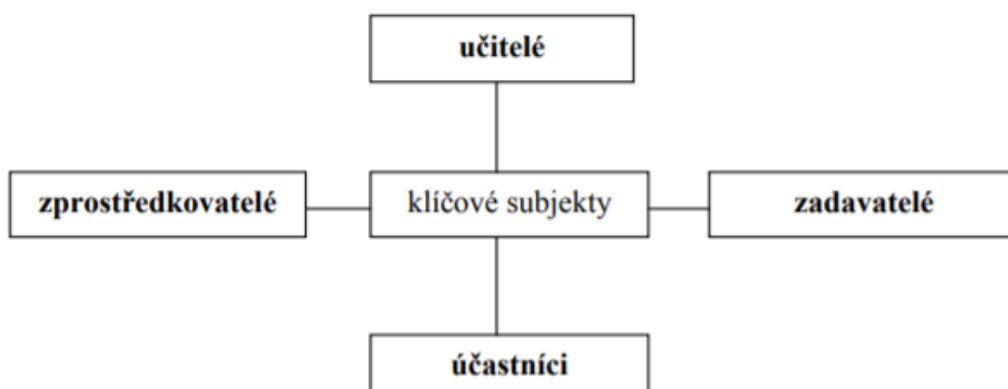 učitelé
zprostředkovatelé
klíčové subjekty
zadavatelé
účastníci